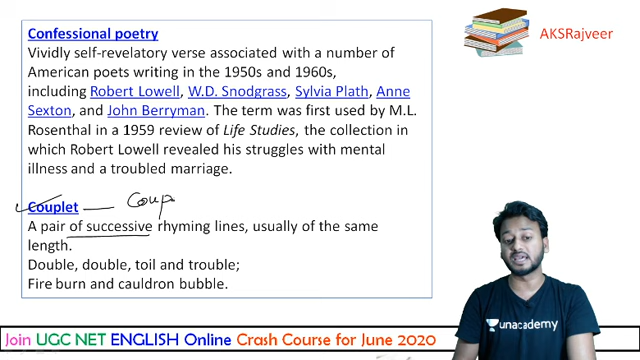 AKSRajveer
Confessional poetry
Vividly self-revelatory verse associated with a number of
American poets writing in the 1950s and 1960s,
including Robert Lowell, W.D. Snodgrass, Sylvia Plath, Anne
Sexton, and John Berryman. The term was first used by M.L.
Rosenthal in a 1959 review of Life Studies, the collection in
which Robert Lowell revealed his struggles with mental
illness and a troubled marriage.
Couplet Coup
A pair of successive rhyming lines, usually of the same
length.
Double, double, toil and trouble;
Fire burn and cauldron bubble.
unacademy
Join UGC NET ENGLISH Online Crash Course for June 2020